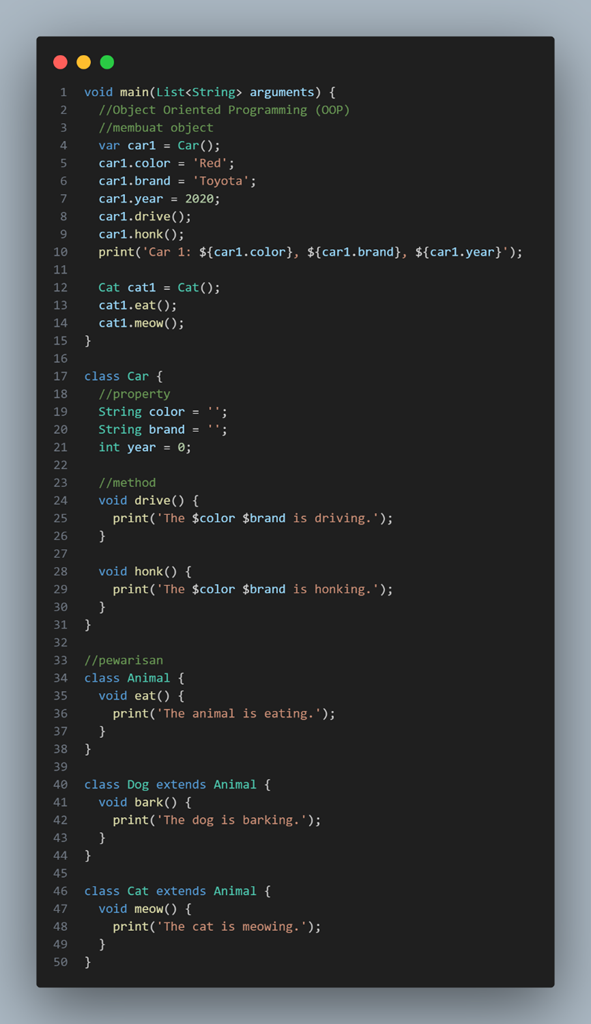 1 void main(List<String> arguments) {
2 //Object Oriented Programming (OOP)
3 //membuat object
4 var car1 = Car();
5 car1.color = 'Red';
6 car1.brand = 'Toyota';
7 car1.year = 2020;
8 car1.drive();
9 car1.honk();
10 print('Car 1: ${car1.color}, ${car1.brand}, ${car1.year}');
11
12 Cat cat1 = Cat();
13 cat1.eat();
14 cat1.meow();
15 }
16
17 class Car {
18 //property
19 String color = '';
20 String brand = '';
21 int year = 0;
22
23 //method
24 void drive() {
25 print('The $color $brand is driving.');
26 }
27
28 void honk() {
29 print('The $color $brand is honking.');
30 }
31 }
32
33 //pewarisan
34 class Animal {
35 void eat() {
36 print('The animal is eating.');
37 }
38 }
39
40 class Dog extends Animal {
41 void bark() {
42 print('The dog is barking.');
43 }
44 }
45
46 class Cat extends Animal {
47 void meow() {
48 print('The cat is meowing.');
49 }
50 }